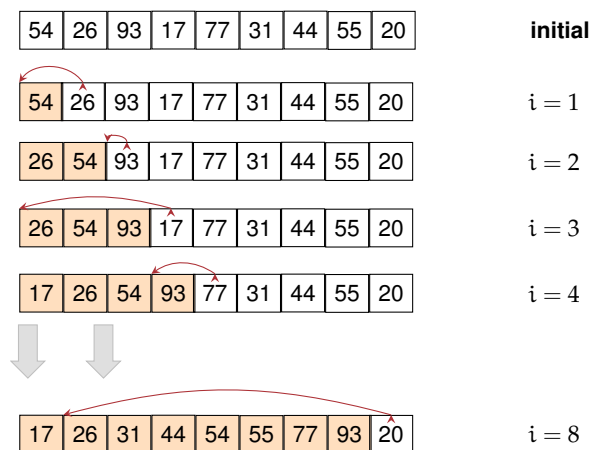 54 26 93 17 77 31 44 55 20 initial
54 26 93 17 77 31 44 55 20 i = 1
26 54 93 17 77 31 44 55 20 i = 2
26 54 93 17 77 31 44 55 20 i = 3
17 26 54 93 77 31 44 55 20 i = 4
17 26 31 44 54 55 77 93 20 i = 8